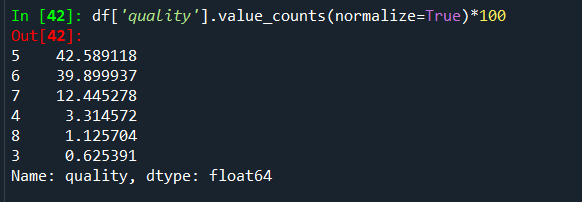 In [42]: df['quality'].value_counts(normalize=True)*100
Out[42]:
5    42.589118
6    39.899937
7    12.445278
4     3.314572
8     1.125704
3     0.625391
Name: quality, dtype: float64